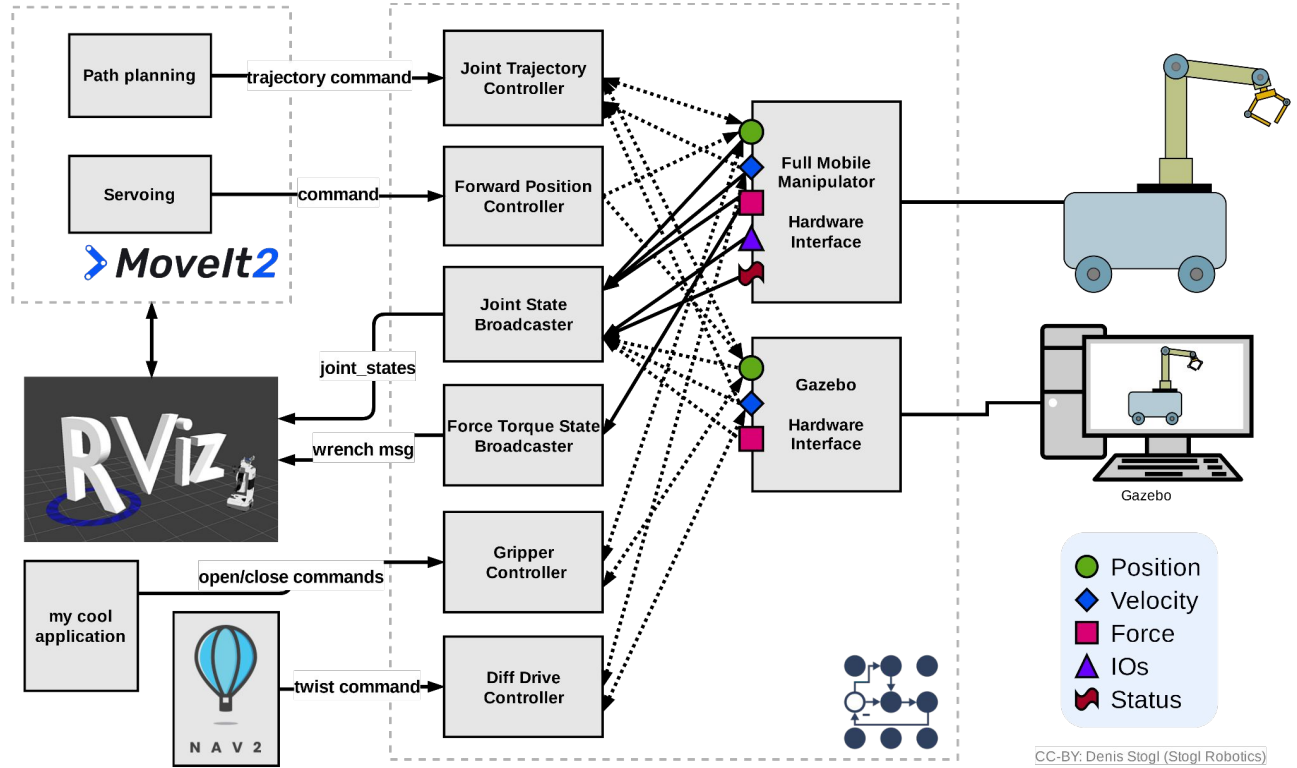 Path planning
trajectory command
Servoing
command
MoveIt2
Joint Trajectory
Controller
Forward Position
Controller
Joint State
Broadcaster
joint_states
Force Torque State
Broadcaster
wrench msg
RViz
Gripper
Controller
open/close commands
my cool
application
NAV2
twist command
Diff Drive
Controller
Full Mobile
Manipulator
Hardware
Interface
Gazebo
Hardware
Interface
Gazebo
Position
Velocity
Force
IOs
Status
CC-BY: Denis Stogl (Stogl Robotics)